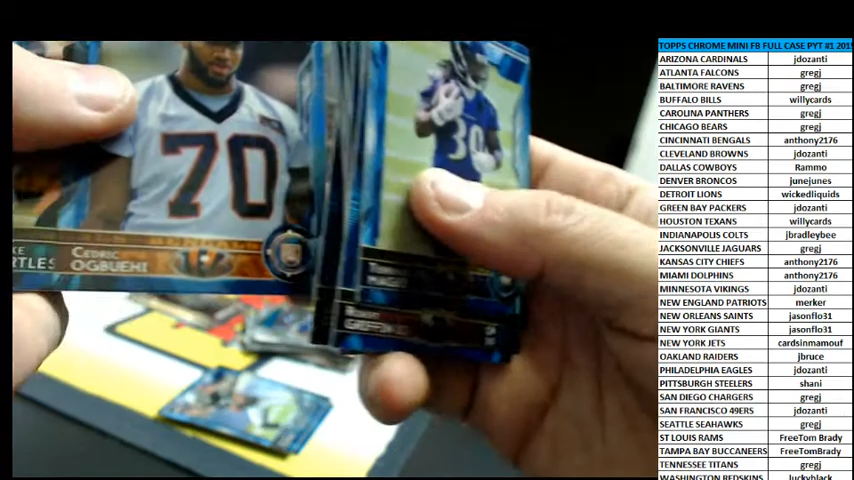 70
CEDRIC
OGBUEHI
BENGALS
30
GRIFFIN
TOPPS CHROME MINI FB FULL CASE PYT #1 201
ARIZONA CARDINALS jdozanti
ATLANTA FALCONS gregj
BALTIMORE RAVENS gregj
BUFFALO BILLS willycards
CAROLINA PANTHERS gregj
CHICAGO BEARS gregj
CINCINNATI BENGALS anthony2176
CLEVELAND BROWNS jdozanti
DALLAS COWBOYS Rammo
DENVER BRONCOS junejunes
DETROIT LIONS wickedliquids
GREEN BAY PACKERS jdozanti
HOUSTON TEXANS willycards
INDIANAPOLIS COLTS jbradleybee
JACKSONVILLE JAGUARS gregj
KANSAS CITY CHIEFS anthony2176
MIAMI DOLPHINS anthony2176
MINNESOTA VIKINGS jdozanti
NEW ENGLAND PATRIOTS merker
NEW ORLEANS SAINTS jasonflo31
NEW YORK GIANTS jasonflo31
NEW YORK JETS cardsinmamouf
OAKLAND RAIDERS jbruce
PHILADELPHIA EAGLES jdozanti
PITTSBURGH STEELERS shani
SAN DIEGO CHARGERS gregj
SAN FRANCISCO 49ERS jdozanti
SEATTLE SEAHAWKS gregj
ST LOUIS RAMS FreeTom Brady
TAMPA BAY BUCCANEERS FreeTomBrady
TENNESSEE TITANS gregj
WASHINGTON REDSKINS luckyblack